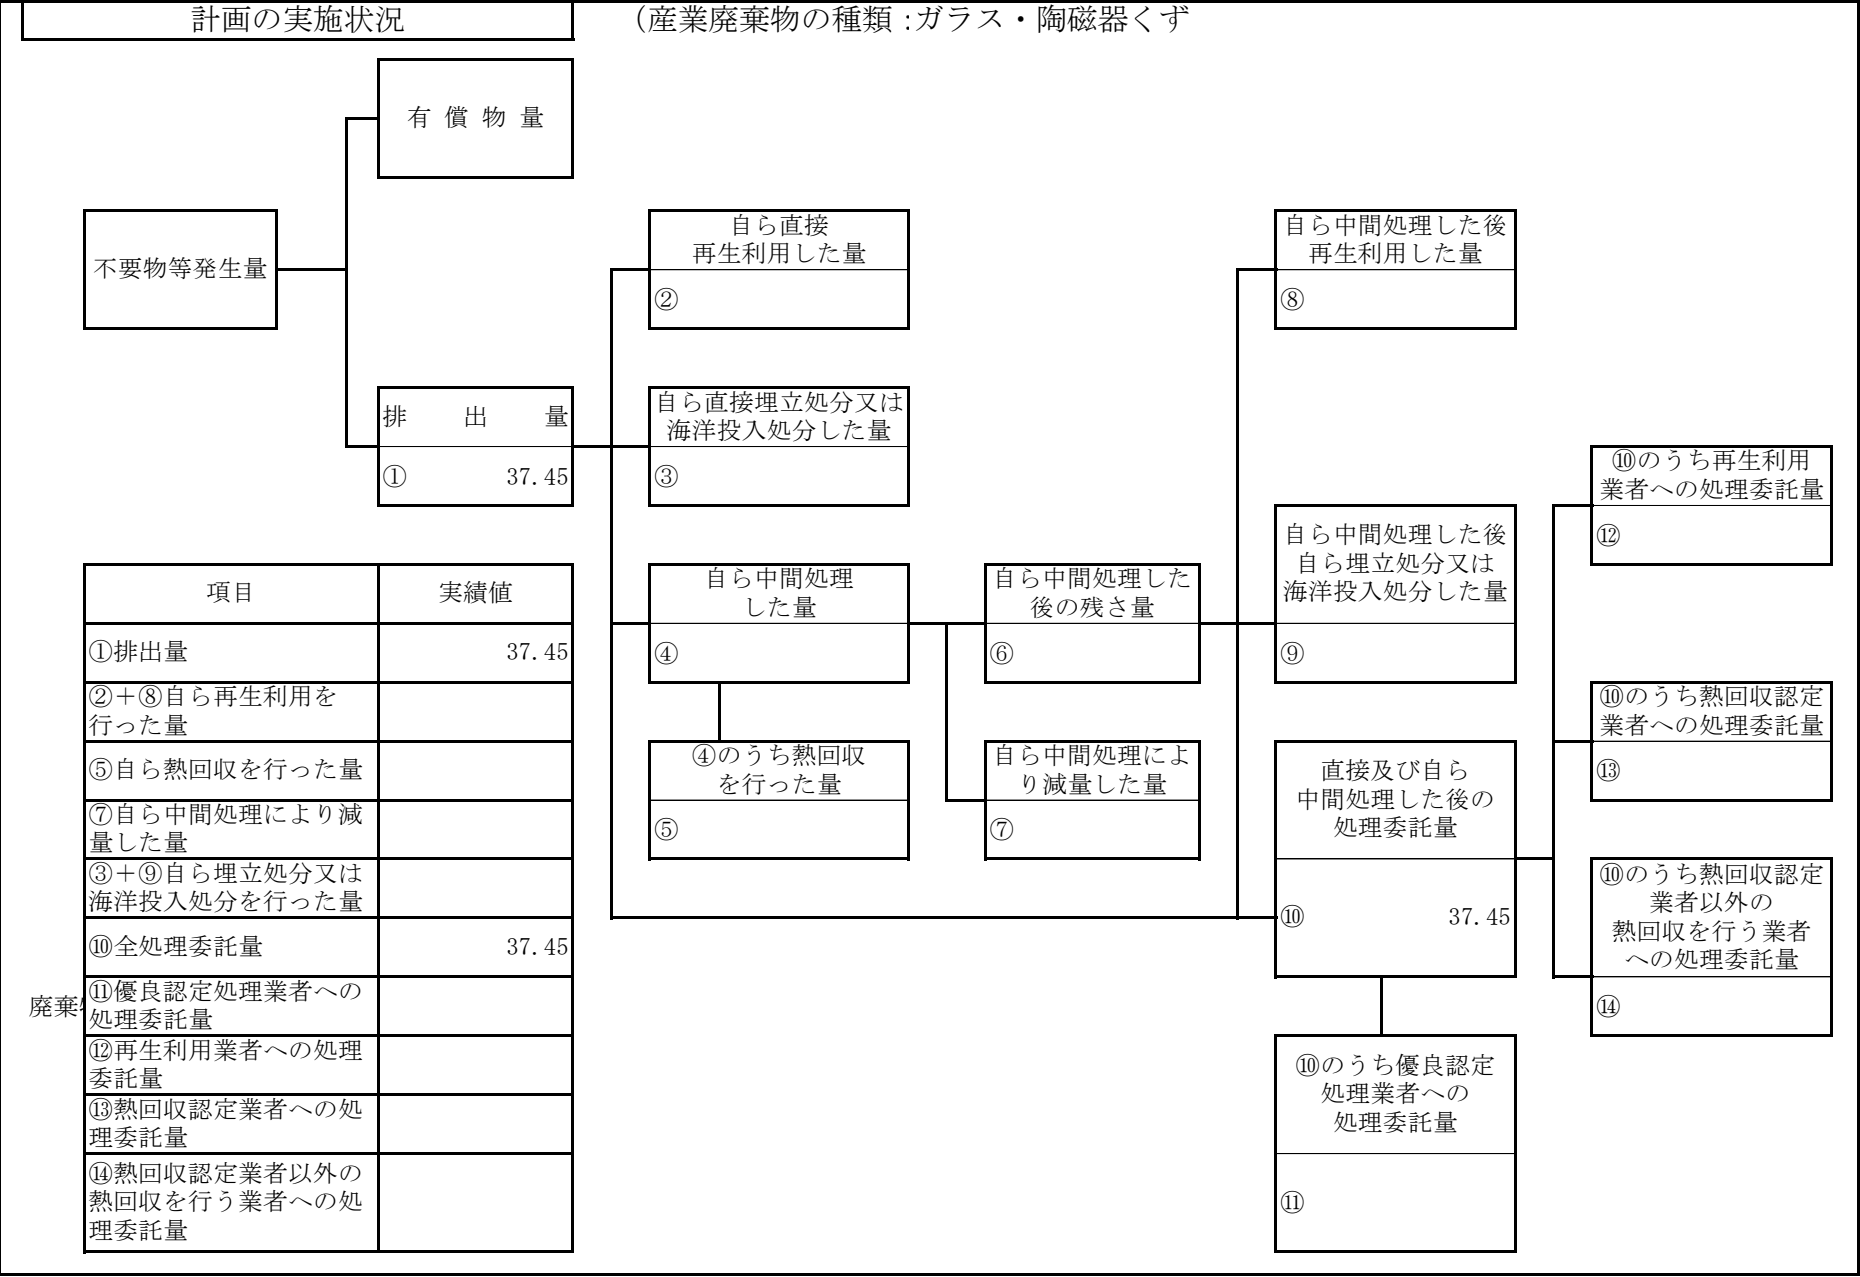 計画の実施状況
（産業廃棄物の種類:ガラス・陶磁器くず
有償物量
不要物等発生量
自ら直接
再生利用した量
②
自ら中間処理した後
再生利用した量
⑧
排出量
① 37.45
自ら直接埋立処分又は
海洋投入処分した量
③
⑩のうち再生利用
業者への処理委託量
⑫
自ら中間処理した後
自ら埋立処分又は
海洋投入処分した量
⑨
自ら中間処理
した量
④
自ら中間処理した
後の残さ量
⑥
④のうち熱回収
を行った量
⑤
自ら中間処理によ
り減量した量
⑦
⑩のうち熱回収認定
業者への処理委託量
⑬
直接及び自ら
中間処理した後の
処理委託量
⑩ 37.45
⑩のうち熱回収認定
業者以外の
熱回収を行う業者
への処理委託量
⑭
⑩のうち優良認定
処理業者への
処理委託量
⑪
項目 実績値
①排出量 37.45
②＋⑧自ら再生利用を
行った量
⑤自ら熱回収を行った量
⑦自ら中間処理により減
量した量
③＋⑨自ら埋立処分又は
海洋投入処分を行った量
⑩全処理委託量 37.45
廃棄
⑪優良認定処理業者への
処理委託量
⑫再生利用業者への処理
委託量
⑬熱回収認定業者への処
理委託量
⑭熱回収認定業者以外の
熱回収を行う業者への処
理委託量